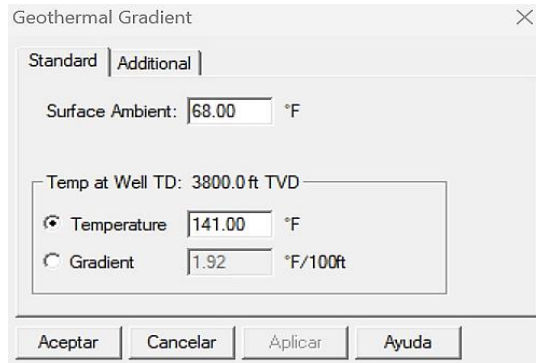 Geothermal Gradient
Standard Additional
Surface Ambient: 68.00 °F
Temp at Well TD: 3800.0 ft TVD
Temperature 141.00 °F
Gradient 1.92 °F/100ft
Aceptar Cancelar Aplicar Ayuda